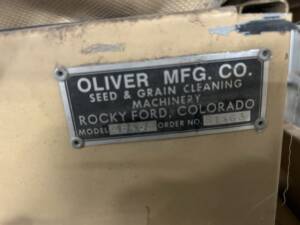 OLIVER MFG. CO.
SEED & GRAIN CLEANING
MACHINERY
ROCKY FORD, COLORADO
MODEL ORDER NO.